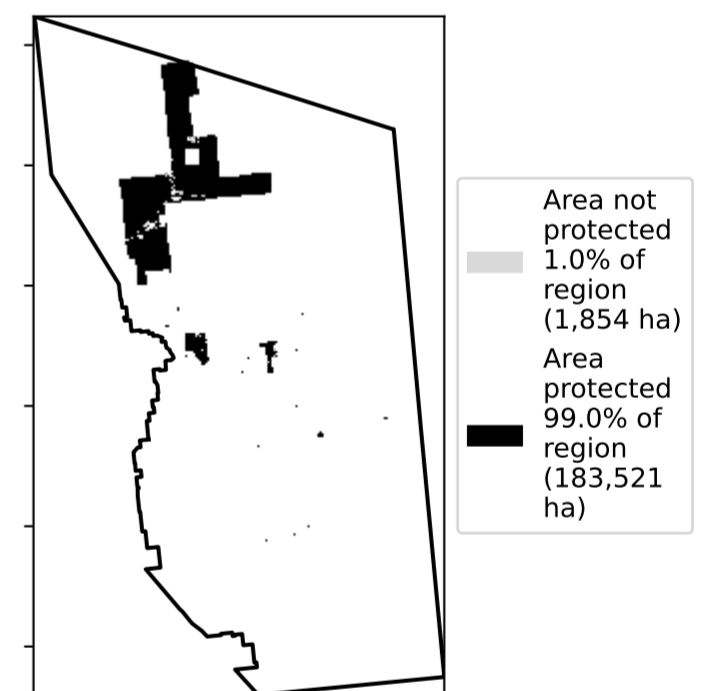 Area not
protected
1.0% of
region
(1,854 ha)
Area
protected
99.0% of
region
(183,521
ha)